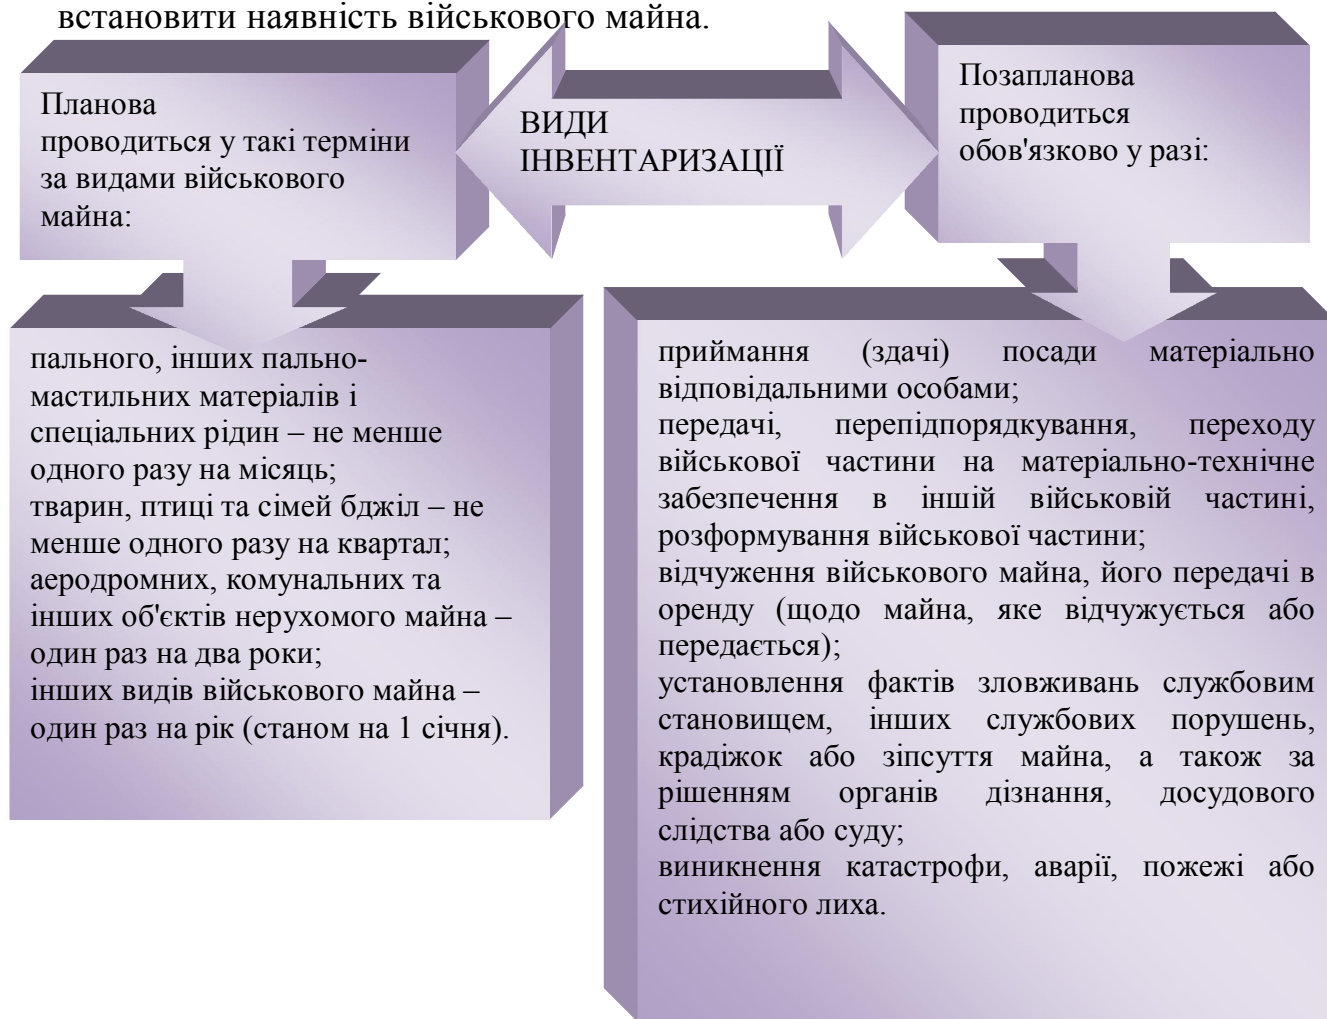 встановити наявність військового майна.
Планова
проводиться у такі терміни
за видами військового
майна:
ВИДИ
ІНВЕНТАРИЗАЦІЇ
Позапланова
проводиться
обов'язково у разі:
пального, інших пально-
мастильних матеріалів і
спеціальних рідин – не менше
одного разу на місяць;
тварин, птиці та сімей бджіл – не
менше одного разу на квартал;
аеродромних, комунальних та
інших об'єктів нерухомого майна –
один раз на два роки;
інших видів військового майна –
один раз на рік (станом на 1 січня).
приймання (здачі) посади матеріально
відповідальними особами;
передачі, перепідпорядкування, переходу
військової частини на матеріально-технічне
забезпечення в іншій військовій частині,
розформування військової частини;
відчуження військового майна, його передачі в
оренду (щодо майна, яке відчужується або
передається);
установлення фактів зловживань службовим
становищем, інших службових порушень,
крадіжок або зіпсуття майна, а також за
рішенням органів дізнання, досудового
слідства або суду;
виникнення катастрофи, аварії, пожежі або
стихійного лиха.